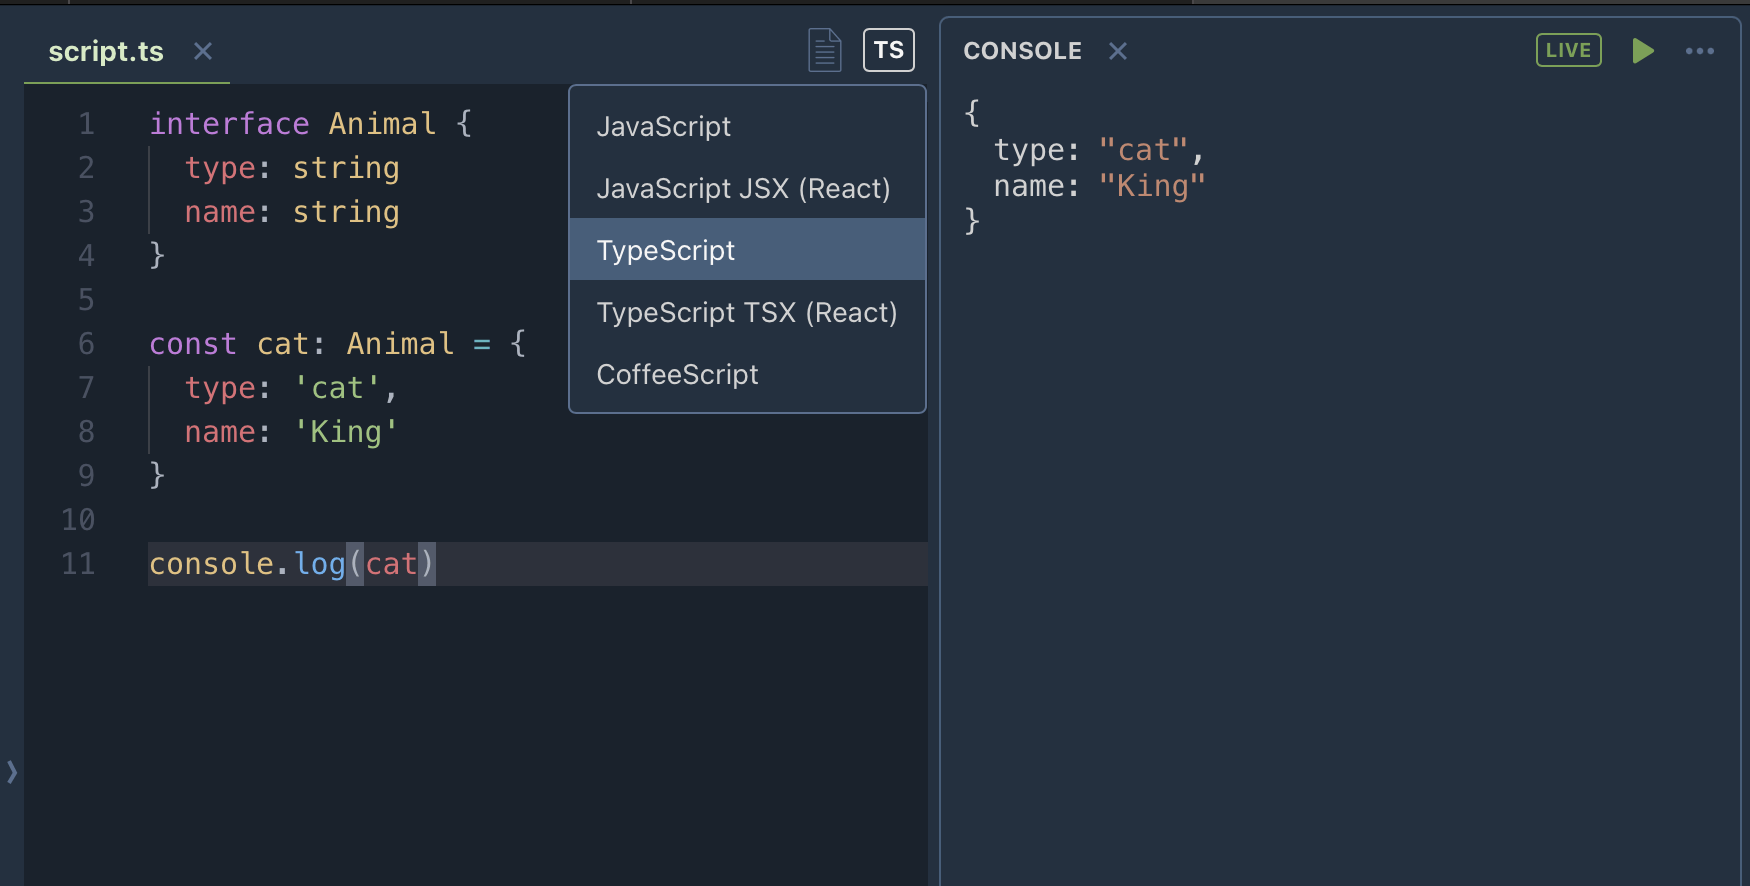 script.ts ×
TS
1 interface Animal {
2 type: string
3 name: string
4 }
5
6 const cat: Animal = {
7 type: 'cat',
8 name: 'King'
9 }
10
11 console.log(cat)
JavaScript
JavaScript JSX (React)
TypeScript
TypeScript TSX (React)
CoffeeScript
CONSOLE ×
LIVE
{
type: "cat",
name: "King"
}